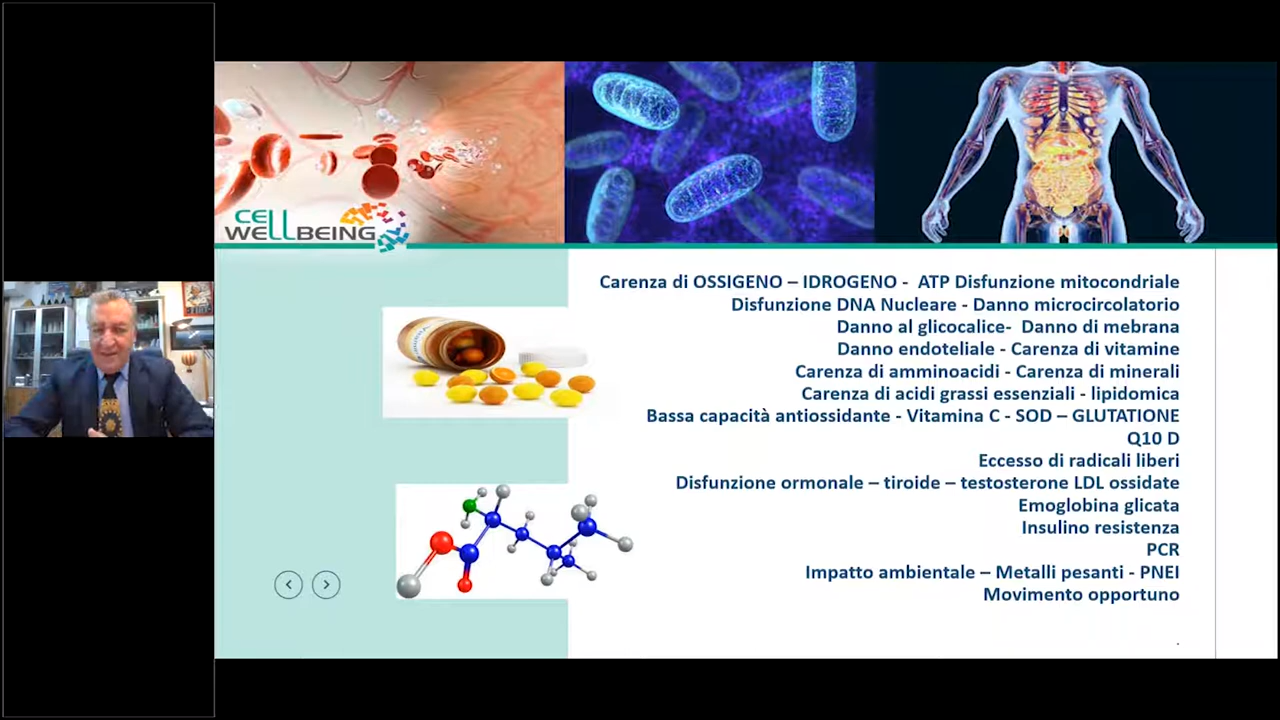 CELL
WELLBEING
Carenza di OSSIGENO – IDROGENO - ATP Disfunzione mitocondriale
Disfunzione DNA Nucleare - Danno microcircolatorio
Danno al glicocalice- Danno di mebrana
Danno endoteliale - Carenza di vitamine
Carenza di amminoacidi - Carenza di minerali
Carenza di acidi grassi essenziali - lipidomica
Bassa capacità antiossidante - Vitamina C - SOD – GLUTATIONE
Q10 D
Eccesso di radicali liberi
Disfunzione ormonale – tiroide – testosterone LDL ossidate
Emoglobina glicata
Insulino resistenza
PCR
Impatto ambientale – Metalli pesanti - PNEI
Movimento opportuno
.